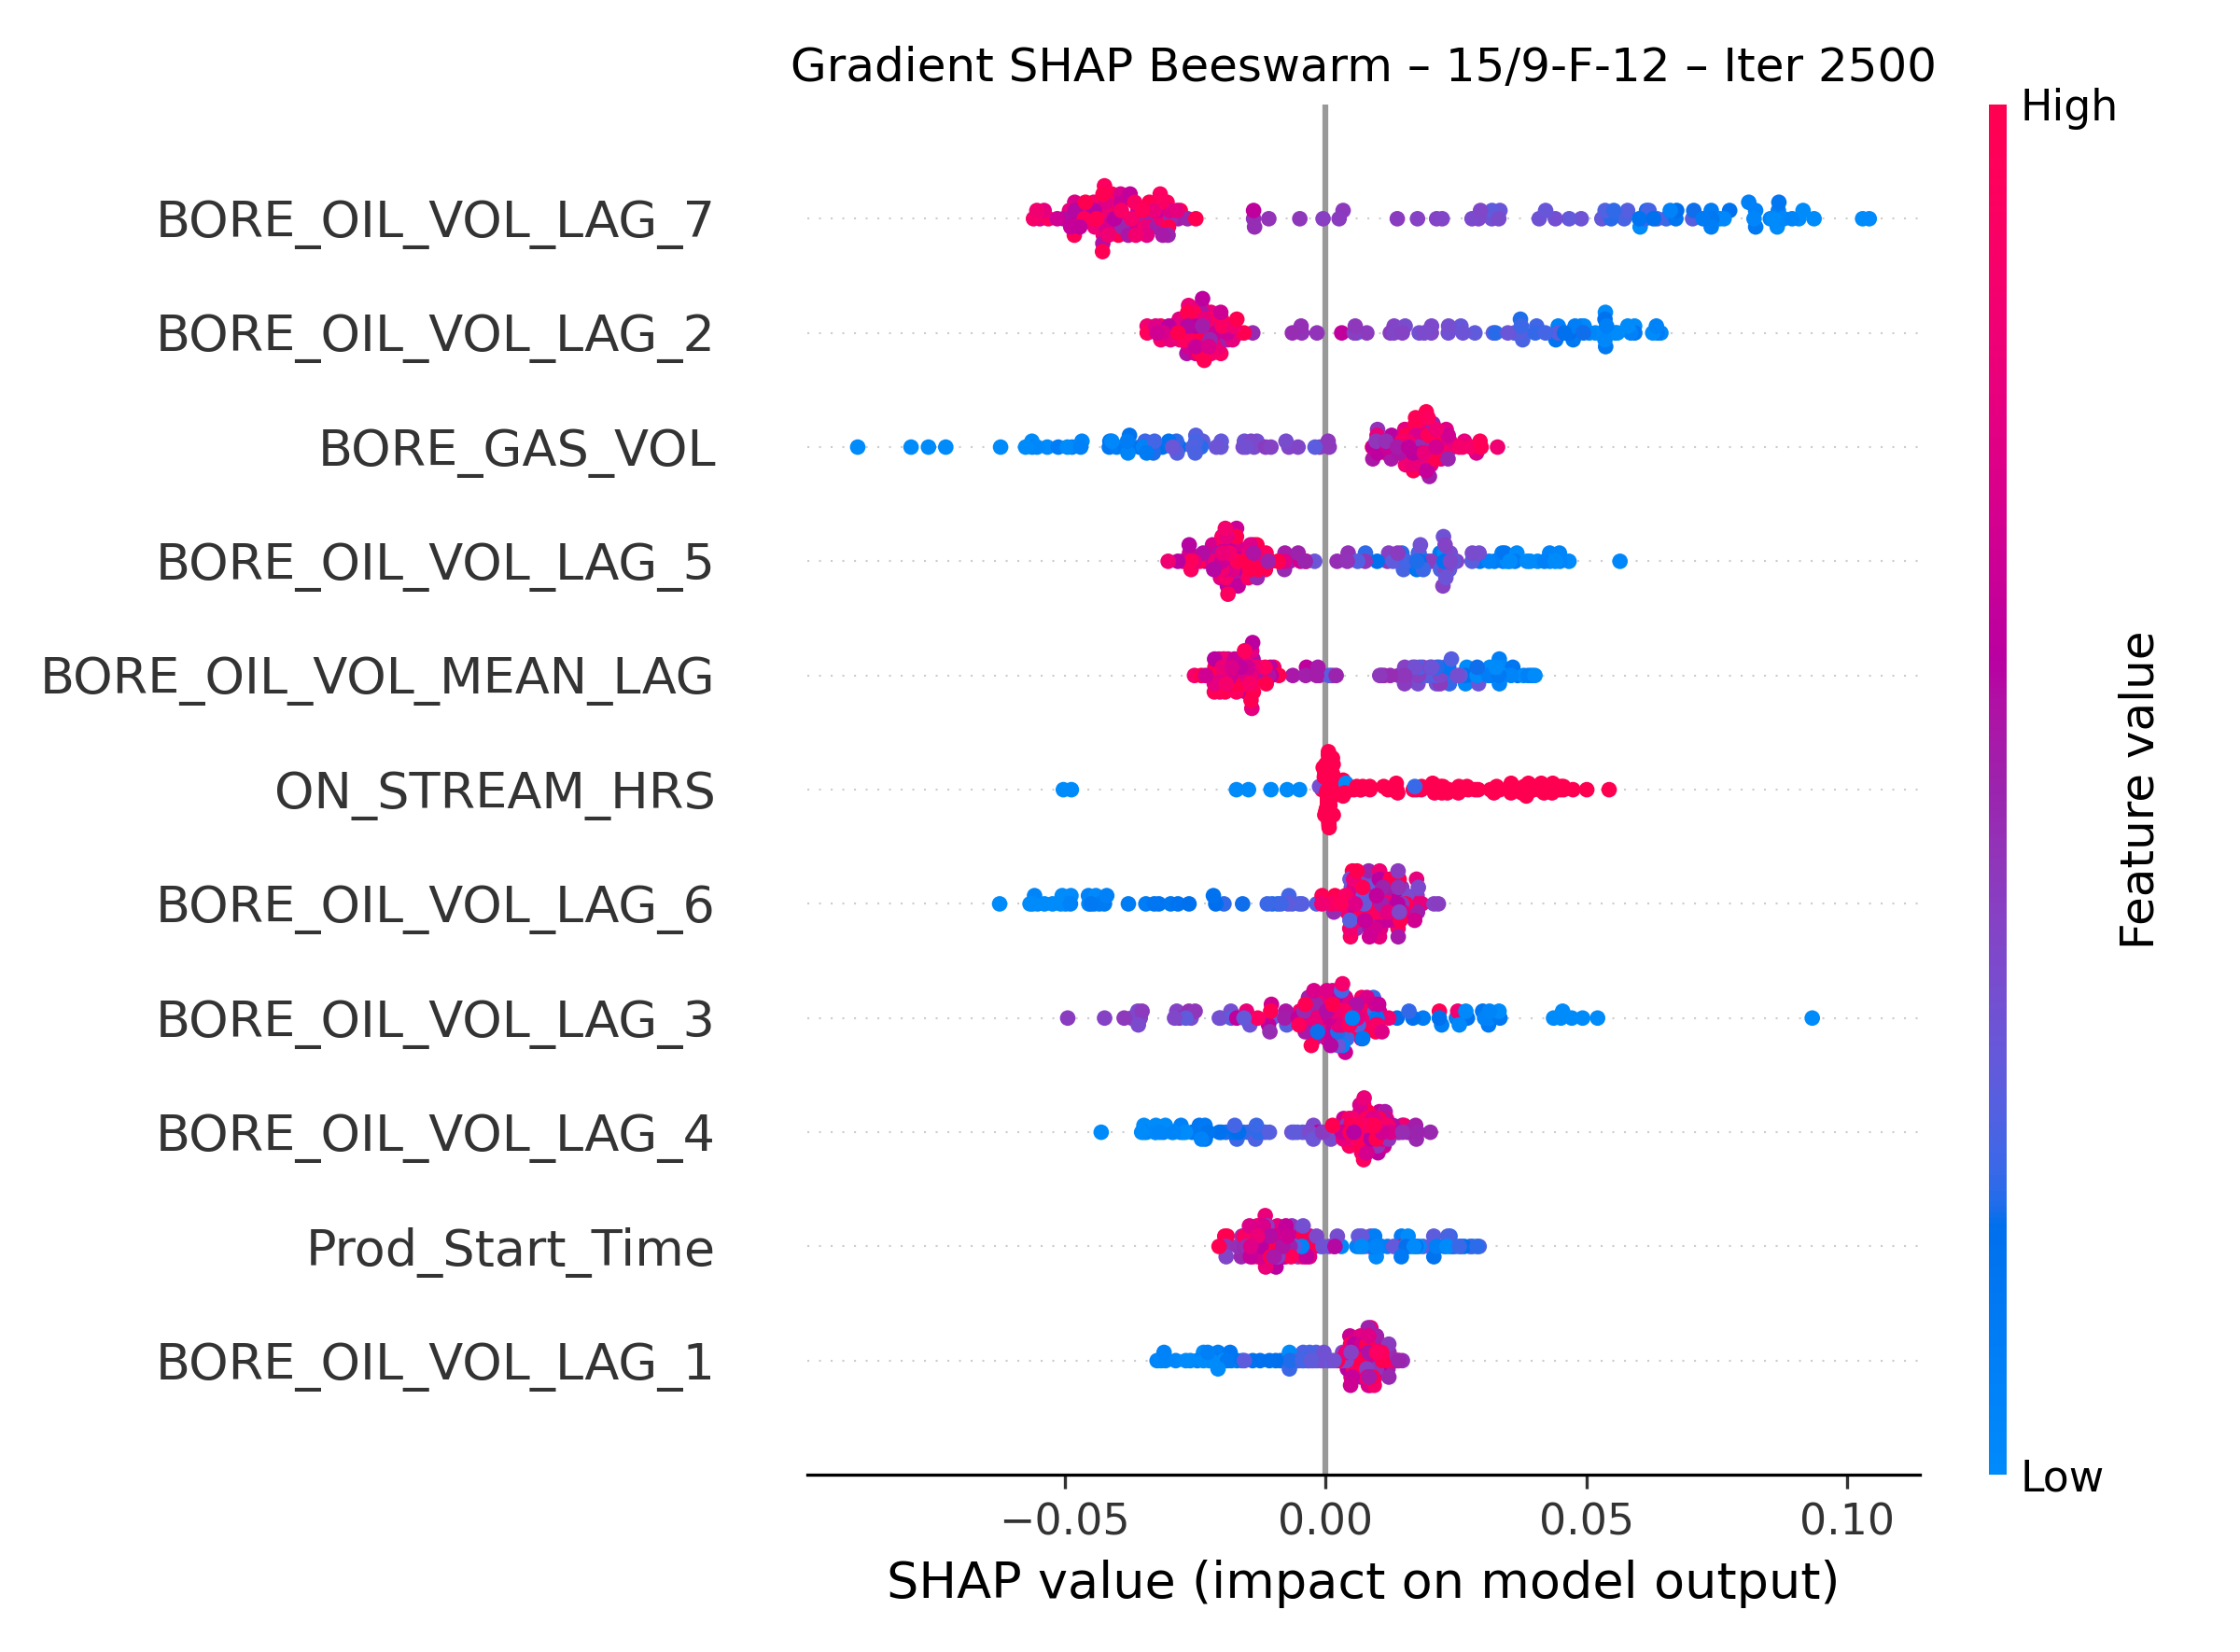 Gradient SHAP Beeswarm – 15/9-F-12 – Iter 2500
High
BORE_OIL_VOL_LAG_7
BORE_OIL_VOL_LAG_2
BORE_GAS_VOL
BORE_OIL_VOL_LAG_5
BORE_OIL_VOL_MEAN_LAG
ON_STREAM_HRS
BORE_OIL_VOL_LAG_6
BORE_OIL_VOL_LAG_3
BORE_OIL_VOL_LAG_4
Prod_Start_Time
BORE_OIL_VOL_LAG_1
Feature value
Low
−0.05 0.00 0.05 0.10
SHAP value (impact on model output)